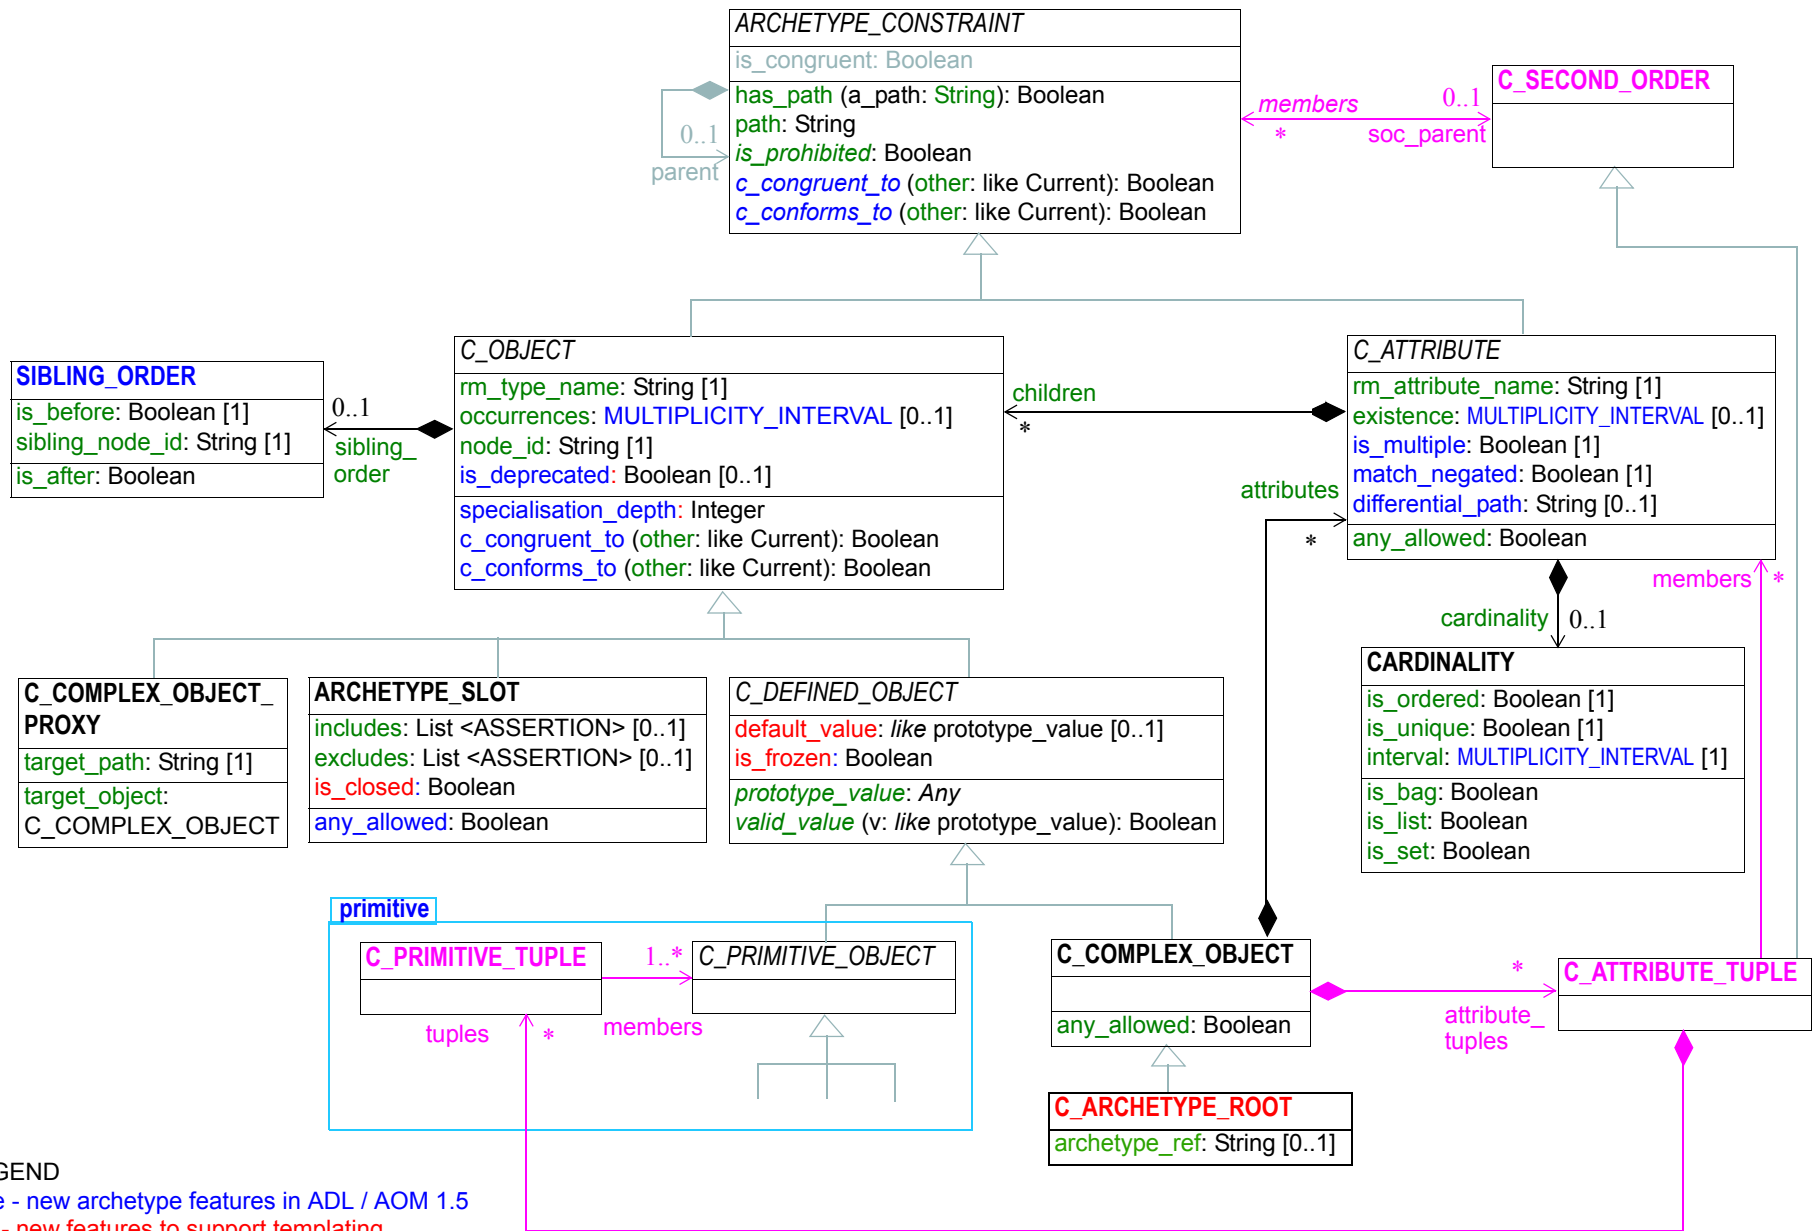 ARCHETYPE_CONSTRAINT
is_congruent: Boolean
has_path (a_path: String): Boolean
path: String
is_prohibited: Boolean
c_congruent_to (other: like Current): Boolean
c_conforms_to (other: like Current): Boolean
0..1
parent
members
*
0..1
soc_parent
C_SECOND_ORDER
SIBLING_ORDER
is_before: Boolean [1]
sibling_node_id: String [1]
is_after: Boolean
0..1
sibling_
order
C_OBJECT
rm_type_name: String [1]
occurrences: MULTIPLICITY_INTERVAL [0..1]
node_id: String [1]
is_deprecated: Boolean [0..1]
specialisation_depth: Integer
c_congruent_to (other: like Current): Boolean
c_conforms_to (other: like Current): Boolean
children
*
attributes
*
C_ATTRIBUTE
rm_attribute_name: String [1]
existence: MULTIPLICITY_INTERVAL [0..1]
is_multiple: Boolean [1]
match_negated: Boolean [1]
differential_path: String [0..1]
any_allowed: Boolean
members *
cardinality 0..1
CARDINALITY
is_ordered: Boolean [1]
is_unique: Boolean [1]
interval: MULTIPLICITY_INTERVAL [1]
is_bag: Boolean
is_list: Boolean
is_set: Boolean
C_COMPLEX_OBJECT_
PROXY
target_path: String [1]
target_object:
C_COMPLEX_OBJECT
ARCHETYPE_SLOT
includes: List <ASSERTION> [0..1]
excludes: List <ASSERTION> [0..1]
is_closed: Boolean
any_allowed: Boolean
C_DEFINED_OBJECT
default_value: like prototype_value [0..1]
is_frozen: Boolean
prototype_value: Any
valid_value (v: like prototype_value): Boolean
primitive
C_PRIMITIVE_TUPLE
1..*
members
tuples *
C_PRIMITIVE_OBJECT
C_COMPLEX_OBJECT
any_allowed: Boolean
*
attribute_
tuples
C_ATTRIBUTE_TUPLE
C_ARCHETYPE_ROOT
archetype_ref: String [0..1]
GEND
e - new archetype features in ADL / AOM 1.5
- new features to support templating